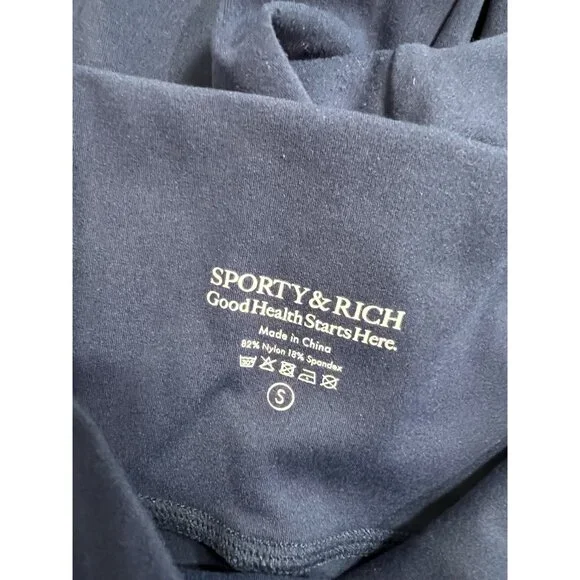 SPORTY & RICH
Good Health Starts Here.
Made in China
82% Nylon 18% Spandex
S